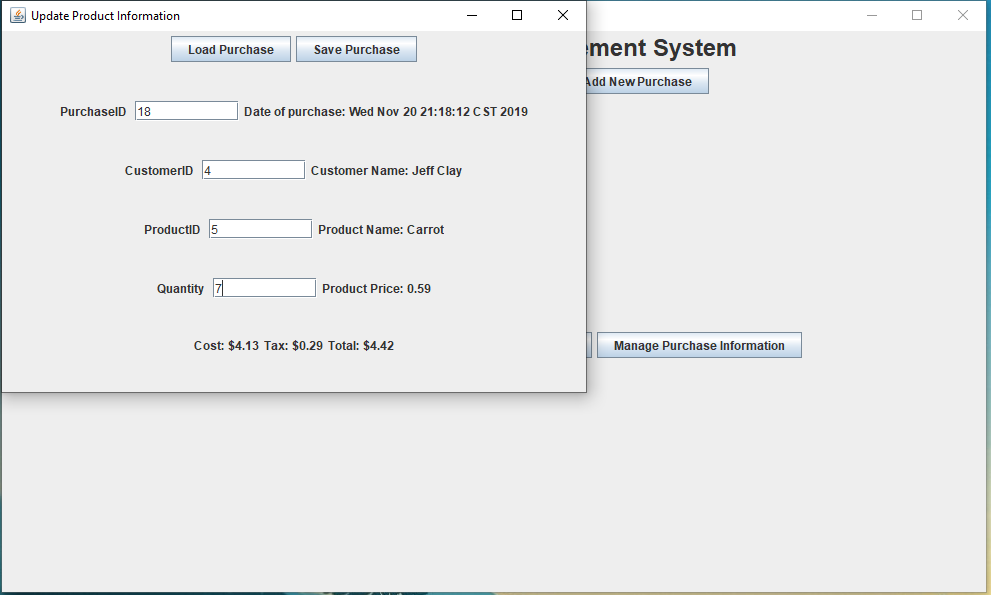 Update Product Information
Load Purchase Save Purchase
PurchaseID 18 Date of purchase: Wed Nov 20 21:18:12 CST 2019
CustomerID 4 Customer Name: Jeff Clay
ProductID 5 Product Name: Carrot
Quantity 7 Product Price: 0.59
Cost: $4.13 Tax: $0.29 Total: $4.42
ement System
Add New Purchase
Manage Purchase Information